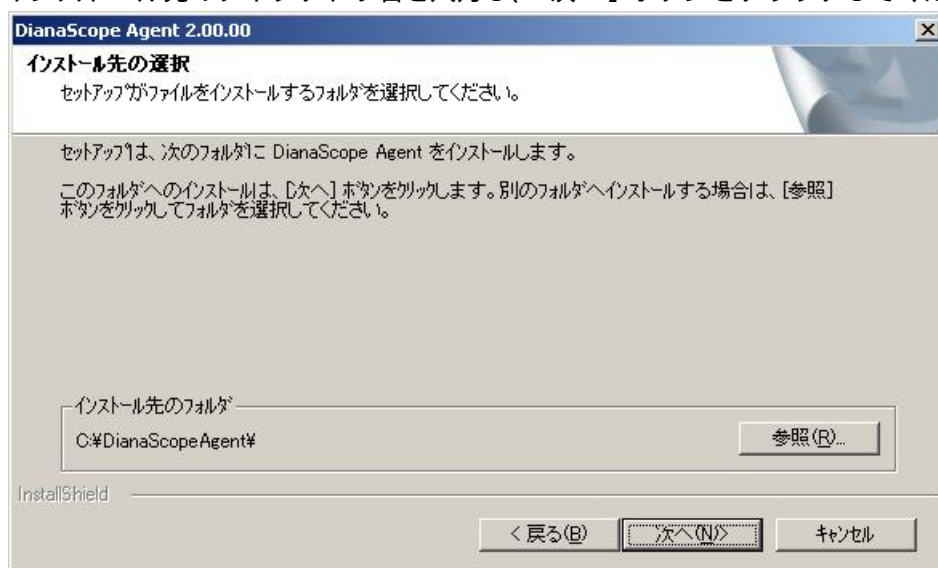 DianaScope Agent 2.00.00
インストール先の選択
セットアップがファイルをインストールするフォルダを選択してください。
セットアップは、次のフォルダに DianaScope Agent をインストールします。
このフォルダへのインストールは、[次へ] ボタンをクリックします。別のフォルダへインストールする場合は、[参照]
ボタンをクリックしてフォルダを選択してください。
インストール先のフォルダ
C:¥DianaScopeAgent¥
参照(R)...
InstallShield
< 戻る(B)
次へ(N)>
キャンセル